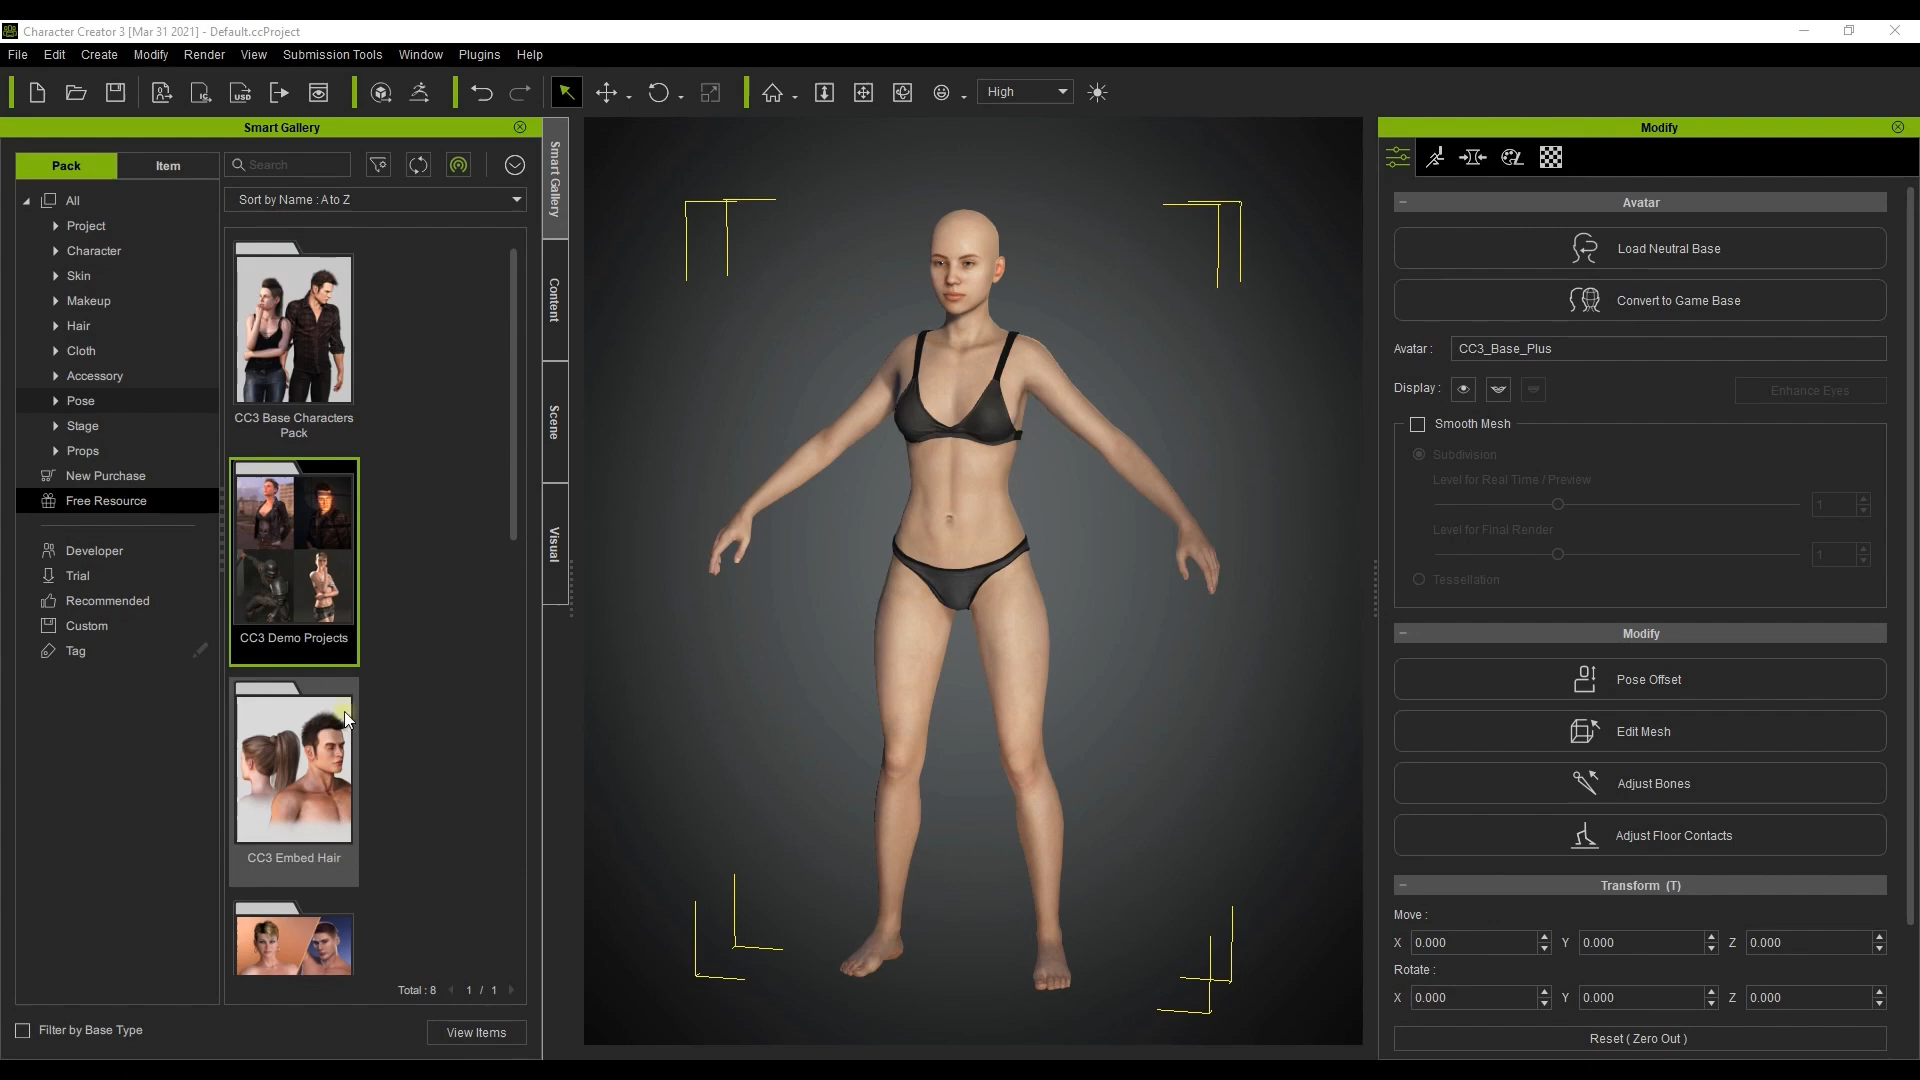 Character Creator 3 [Mar 31 2021] - Default.ccProject
File Edit Create Modify Render View Submission Tools Window Plugins Help
IC USD High
Smart Gallery
Pack Item Search
Sort by Name : A to Z
All
Project
Character
Skin
Makeup
Hair
Cloth
Accessory
Pose
Stage
Props
New Purchase
Free Resource
Developer
Trial
Recommended
Custom
Tag
CC3 Base Characters
Pack
CC3 Demo Projects
CC3 Embed Hair
Total : 8 1 / 1
Filter by Base Type View Items
Smart Gallery
Content
Scene
Visual
Modify
Avatar
Load Neutral Base
Convert to Game Base
Avatar : CC3_Base_Plus
Display : Enhance Eyes
Smooth Mesh
Subdivision
Level for Real Time / Preview
1
Level for Final Render
1
Tessellation
Modify
Pose Offset
Edit Mesh
Adjust Bones
Adjust Floor Contacts
Transform (T)
Move :
X 0.000 Y 0.000 Z 0.000
Rotate :
X 0.000 Y 0.000 Z 0.000
Reset ( Zero Out )